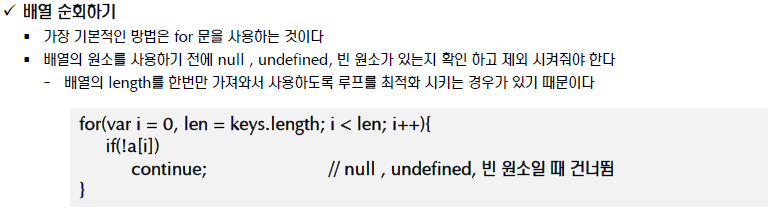 ✓ 배열 순회하기
▪ 가장 기본적인 방법은 for 문을 사용하는 것이다
▪ 배열의 원소를 사용하기 전에 null , undefined, 빈 원소가 있는지 확인 하고 제외 시켜줘야 한다
– 배열의 length를 한번만 가져와서 사용하도록 루프를 최적화 시키는 경우가 있기 때문이다
for(var i = 0, len = keys.length; i < len; i++){
if(!a[i])
continue; // null , undefined, 빈 원소일 때 건너뜀
}